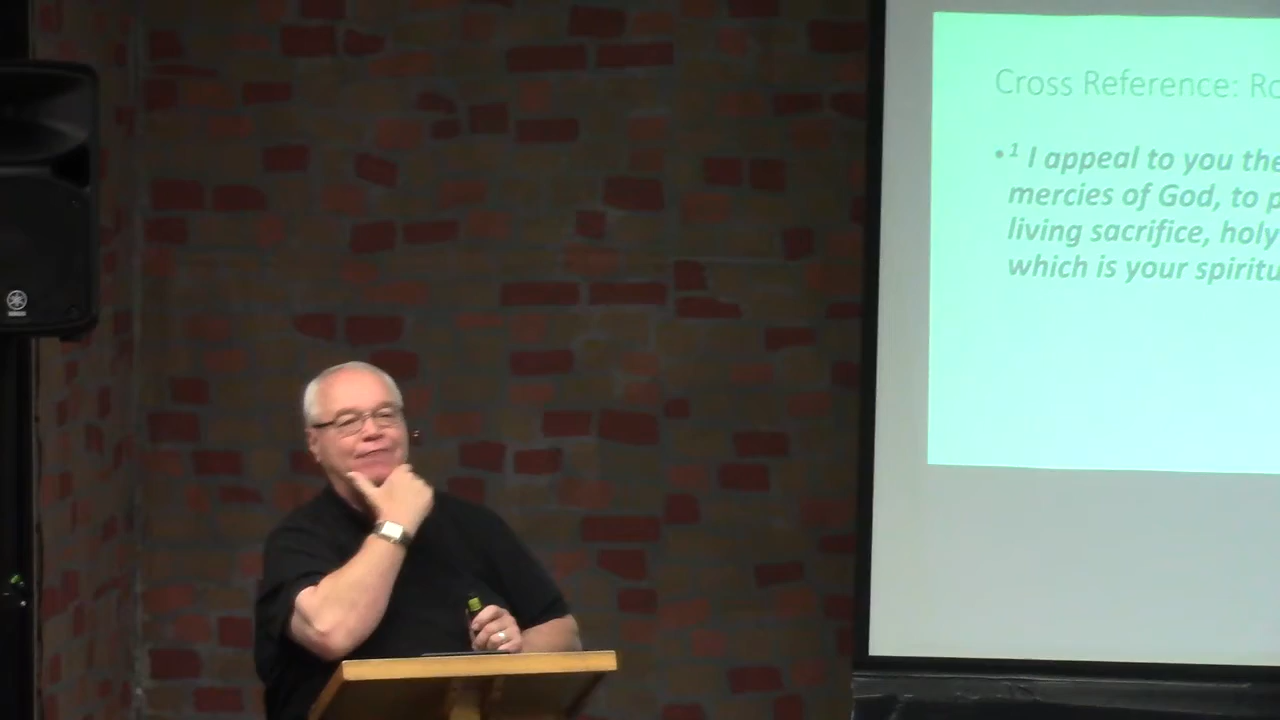 Cross Reference: Ro
• 1 I appeal to you the
mercies of God, to p
living sacrifice, holy
which is your spiritu